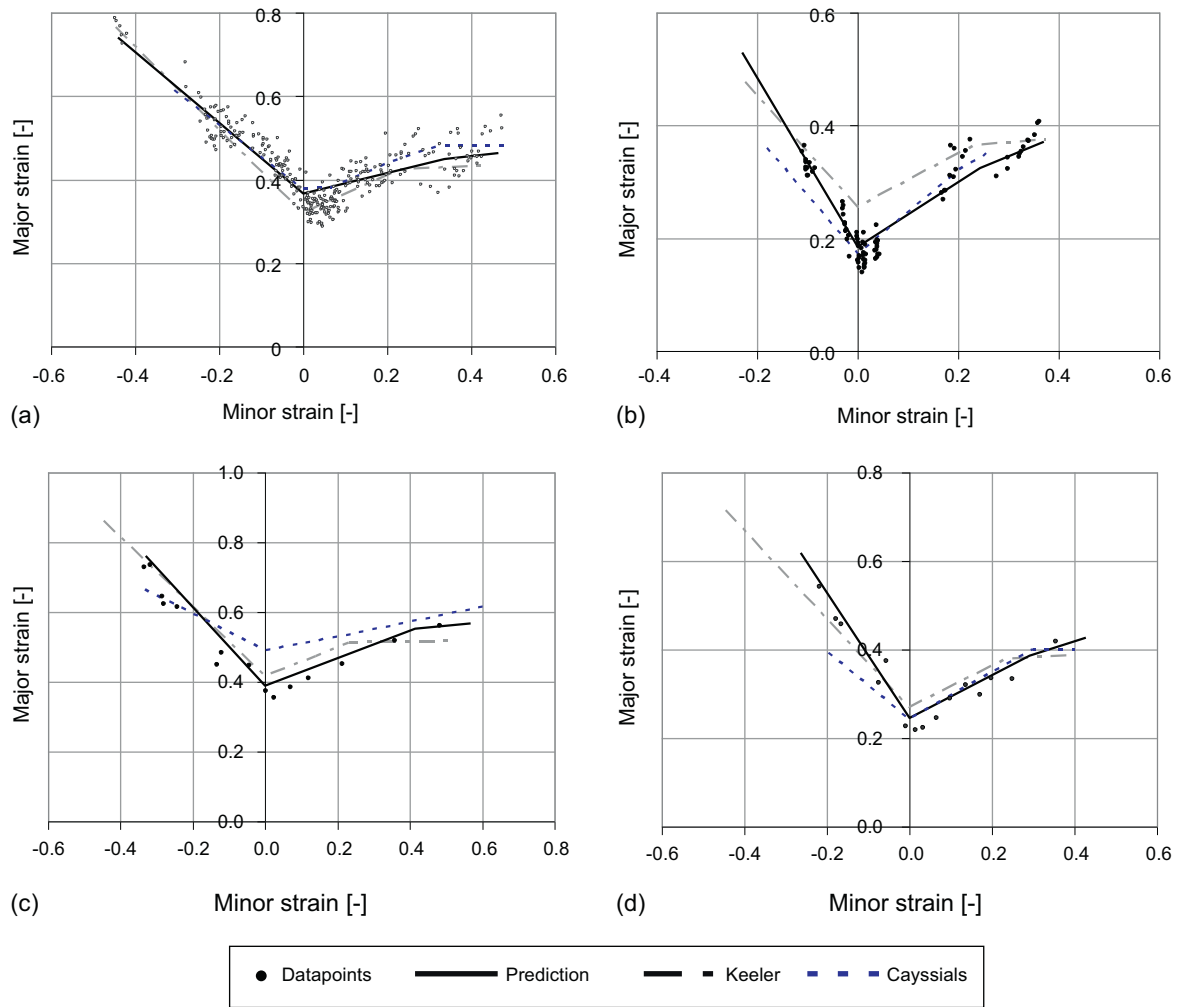 0.8
0.6
0.4
0.2
0
-0.6 -0.4 -0.2 0 0.2 0.4 0.6
Major strain [-]
Minor strain [-]
(a)
0.6
0.4
0.2
0.0
-0.4 -0.2 0.0 0.2 0.4 0.6
Major strain [-]
Minor strain [-]
(b)
1.0
0.8
0.6
0.4
0.2
0.0
-0.6 -0.4 -0.2 0.0 0.2 0.4 0.6 0.8
Major strain [-]
Minor strain [-]
(c)
0.8
0.6
0.4
0.2
0.0
-0.6 -0.4 -0.2 0.0 0.2 0.4 0.6
Major strain [-]
Minor strain [-]
(d)
Datapoints Prediction Keeler Cayssials